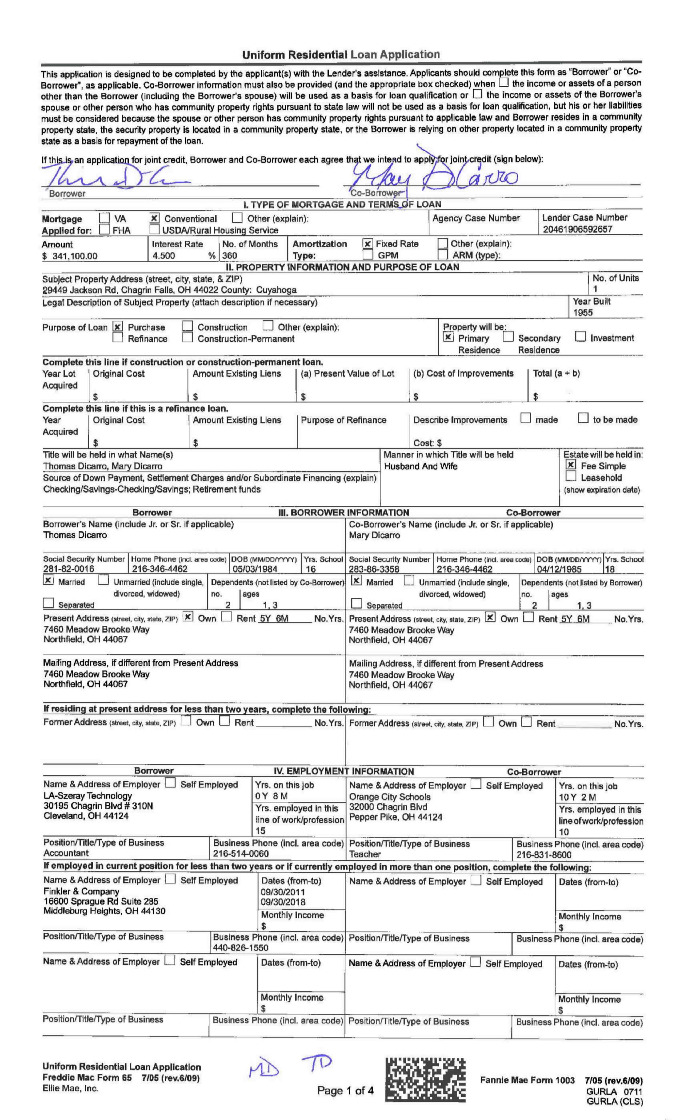 Uniform Residential Loan Application
This application is designed to be completed by the applicant(s) with the Lender's assistance. Applicants should complete this form as "Borrower" or "Co-
Borrower", as applicable. Co-Borrower information must also be provided (and the appropriate box checked) when the income or assets of a person
other than the Borrower (including the Borrower's spouse) will be used as a basis for loan qualification or the income or assets of the Borrower's
spouse or other person who has community property rights pursuant to state law will not be used as a basis for loan qualification, but his or her liabilities
must be considered because the spouse or other person has community property rights pursuant to applicable law and Borrower resides in a community
property state, the security property is located in a community property state, or the Borrower is relying on other property located in a community property
state as a basis for repayment of the loan.
If this is an application for joint credit, Borrower and Co-Borrower each agree that we intend to apply for joint credit (sign below):
Mary DiCarro
Borrower Co-Borrower
I. TYPE OF MORTGAGE AND TERMS OF LOAN
Mortgage VA x Conventional Other (explain): Agency Case Number Lender Case Number
Applied for: FHA USDA/Rural Housing Service 20461906592657
Amount Interest Rate No. of Months Amortization x Fixed Rate Other (explain):
$ 341,100.00 4.500 % 360 Type: GPM ARM (type):
II. PROPERTY INFORMATION AND PURPOSE OF LOAN
Subject Property Address (street, city, state, & ZIP) No. of Units
29449 Jackson Rd, Chagrin Falls, OH 44022 County: Cuyahoga 1
Legal Description of Subject Property (attach description if necessary) Year Built
1955
Purpose of Loan x Purchase Construction Other (explain): Property will be:
Refinance Construction-Permanent x Primary Residence Secondary Residence Investment
Complete this line if construction or construction-permanent loan.
Year Lot Acquired Original Cost Amount Existing Liens (a) Present Value of Lot (b) Cost of Improvements Total (a + b)
$ $ $ $ $
Complete this line if this is a refinance loan.
Year Acquired Original Cost Amount Existing Liens Purpose of Refinance Describe Improvements made to be made
$ $ Cost: $
Title will be held in what Name(s) Manner in which Title will be held Estate will be held in:
Thomas Dicarro, Mary Dicarro Husband And Wife x Fee Simple
Source of Down Payment, Settlement Charges and/or Subordinate Financing (explain) Leasehold
Checking/Savings-Checking/Savings; Retirement funds (show expiration date)
Borrower III. BORROWER INFORMATION Co-Borrower
Borrower's Name (include Jr. or Sr. if applicable) Co-Borrower's Name (include Jr. or Sr. if applicable)
Thomas Dicarro Mary Dicarro
Social Security Number Home Phone (incl. area code) DOB (MM/DD/YYYY) Yrs. School Social Security Number Home Phone (incl. area code) DOB (MM/DD/YYYY) Yrs. School
281-82-0016 216-346-4462 05/03/1984 16 283-86-3358 216-346-4462 04/12/1985 18
x Married Unmarried (include single, Dependents (not listed by Co-Borrower) x Married Unmarried (include single, Dependents (not listed by Borrower)
divorced, widowed) no. ages divorced, widowed) no. ages
Separated 2 1, 3 Separated 2 1, 3
Present Address (street, city, state, ZIP) x Own Rent 5Y 6M No.Yrs. Present Address (street, city, state, ZIP) x Own Rent 5Y 6M No.Yrs.
7460 Meadow Brooke Way 7460 Meadow Brooke Way
Northfield, OH 44067 Northfield, OH 44067
Mailing Address, if different from Present Address Mailing Address, if different from Present Address
7460 Meadow Brooke Way 7460 Meadow Brooke Way
Northfield, OH 44067 Northfield, OH 44067
If residing at present address for less than two years, complete the following:
Former Address (street, city, state, ZIP) Own Rent No.Yrs. Former Address (street, city, state, ZIP) Own Rent No.Yrs.
Borrower IV. EMPLOYMENT INFORMATION Co-Borrower
Name & Address of Employer Self Employed Yrs. on this job Name & Address of Employer Self Employed Yrs. on this job
LA-Szeray Technology 0 Y 8 M Orange City Schools 10 Y 2 M
30195 Chagrin Blvd # 310N Yrs. employed in this 32000 Chagrin Blvd Yrs. employed in this
Cleveland, OH 44124 line of work/profession Pepper Pike, OH 44124 line of work/profession
15 10
Position/Title/Type of Business Business Phone (incl. area code) Position/Title/Type of Business Business Phone (incl. area code)
Accountant 216-514-0060 Teacher 216-831-8600
If employed in current position for less than two years or if currently employed in more than one position, complete the following:
Name & Address of Employer Self Employed Dates (from-to) Name & Address of Employer Self Employed Dates (from-to)
Finkler & Company 09/30/2011
16600 Sprague Rd Suite 285 09/30/2018
Middleburg Heights, OH 44130 Monthly Income Monthly Income
$ $
Position/Title/Type of Business Business Phone (incl. area code) Position/Title/Type of Business Business Phone (incl. area code)
440-826-1550
Name & Address of Employer Self Employed Dates (from-to) Name & Address of Employer Self Employed Dates (from-to)
Monthly Income Monthly Income
$ $
Position/Title/Type of Business Business Phone (incl. area code) Position/Title/Type of Business Business Phone (incl. area code)
MD TD
Uniform Residential Loan Application
Freddie Mac Form 65 7/05 (rev.6/09) Fannie Mae Form 1003 7/05 (rev.6/09)
Ellie Mae, Inc. Page 1 of 4 GURLA 0711
GURLA (CLS)